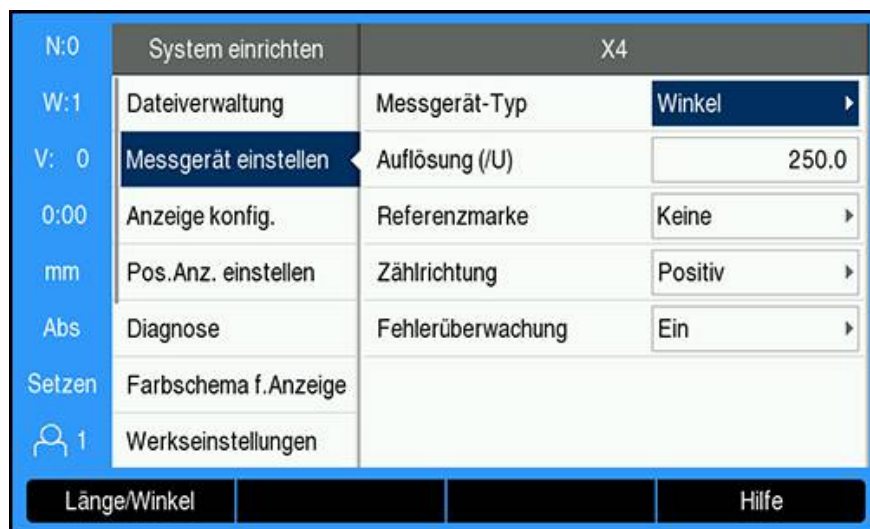 N:0 System einrichten X4
W:1 Dateiverwaltung Messgerät-Typ Winkel
V: 0 Messgerät einstellen Auflösung (/U) 250.0
0:00 Anzeige konfig. Referenzmarke Keine
mm Pos.Anz. einstellen Zählrichtung Positiv
Abs Diagnose Fehlerüberwachung Ein
Setzen Farbschema f.Anzeige
1 Werkseinstellungen
Länge/Winkel Hilfe